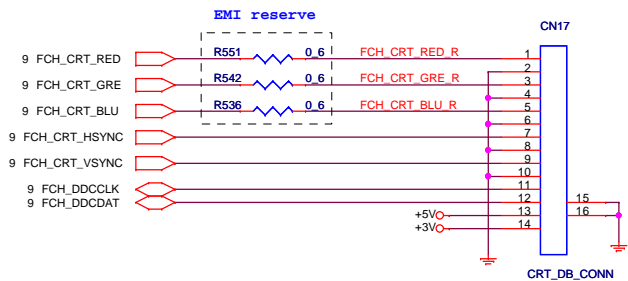 EMI reserve
CN17
9 FCH_CRT_RED R551 0_6 FCH_CRT_RED_R 1
2
9 FCH_CRT_GRE R542 0_6 FCH_CRT_GRE_R 3
4
9 FCH_CRT_BLU R536 0_6 FCH_CRT_BLU_R 5
6
9 FCH_CRT_HSYNC 7
8
9 FCH_CRT_VSYNC 9
10
9 FCH_DDCCLK 11
9 FCH_DDCDAT 12 15
+5V 13 16
+3V 14
CRT_DB_CONN